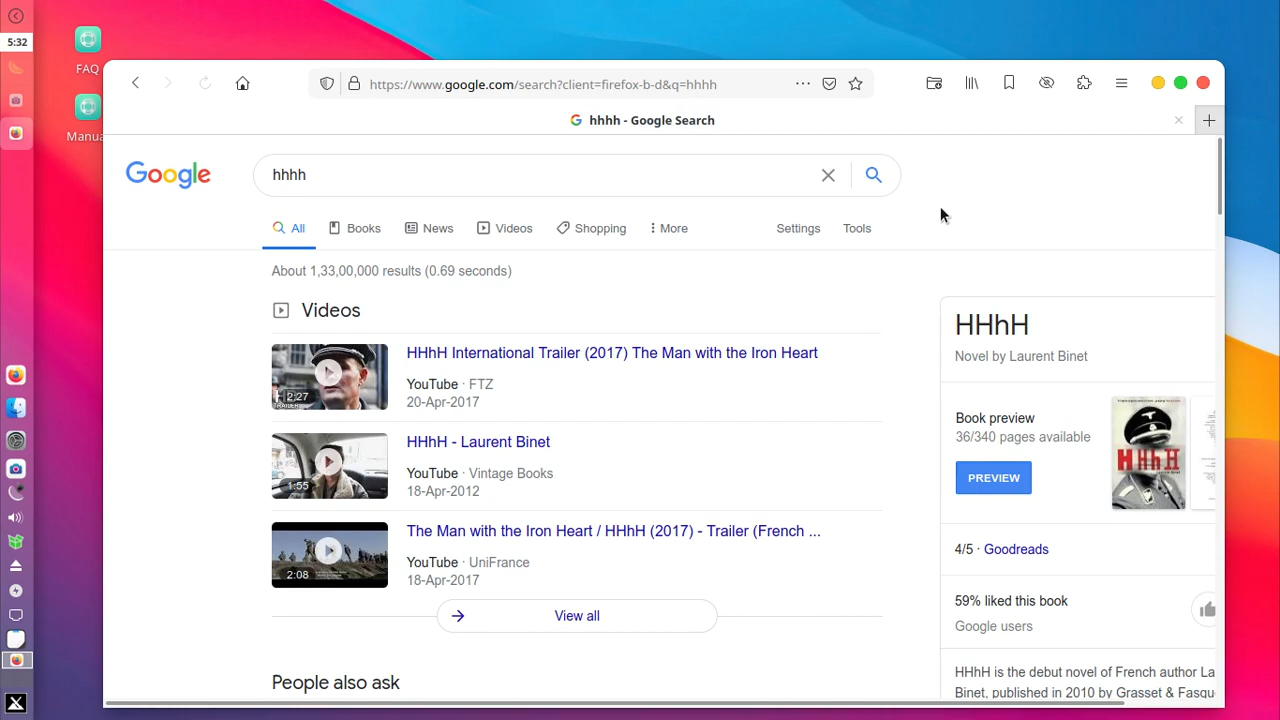 5:32
FAQ
Manua
https://www.google.com/search?client=firefox-b-d&q=hhhh
hhhh - Google Search
Google
hhhh
All
Books
News
Videos
Shopping
More
Settings
Tools
About 1,33,00,000 results (0.69 seconds)
Videos
HHhH International Trailer (2017) The Man with the Iron Heart
YouTube · FTZ
20-Apr-2017
2:27
HHhH - Laurent Binet
YouTube · Vintage Books
18-Apr-2012
1:55
The Man with the Iron Heart / HHhH (2017) - Trailer (French ...
YouTube · UniFrance
18-Apr-2017
2:08
View all
People also ask
HHhH
Novel by Laurent Binet
Book preview
36/340 pages available
PREVIEW
HHhH
4/5 · Goodreads
59% liked this book
Google users
HHhH is the debut novel of French author La
Binet, published in 2010 by Grasset & Fasqu